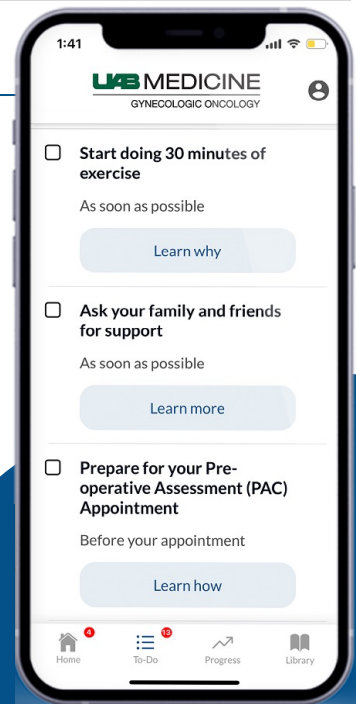 1:41
UAB MEDICINE
GYNECOLOGIC ONCOLOGY
Start doing 30 minutes of
exercise
As soon as possible
Learn why
Ask your family and friends
for support
As soon as possible
Learn more
Prepare for your Pre-
operative Assessment (PAC)
Appointment
Before your appointment
Learn how
4
13
Home
To-Do
Progress
Library